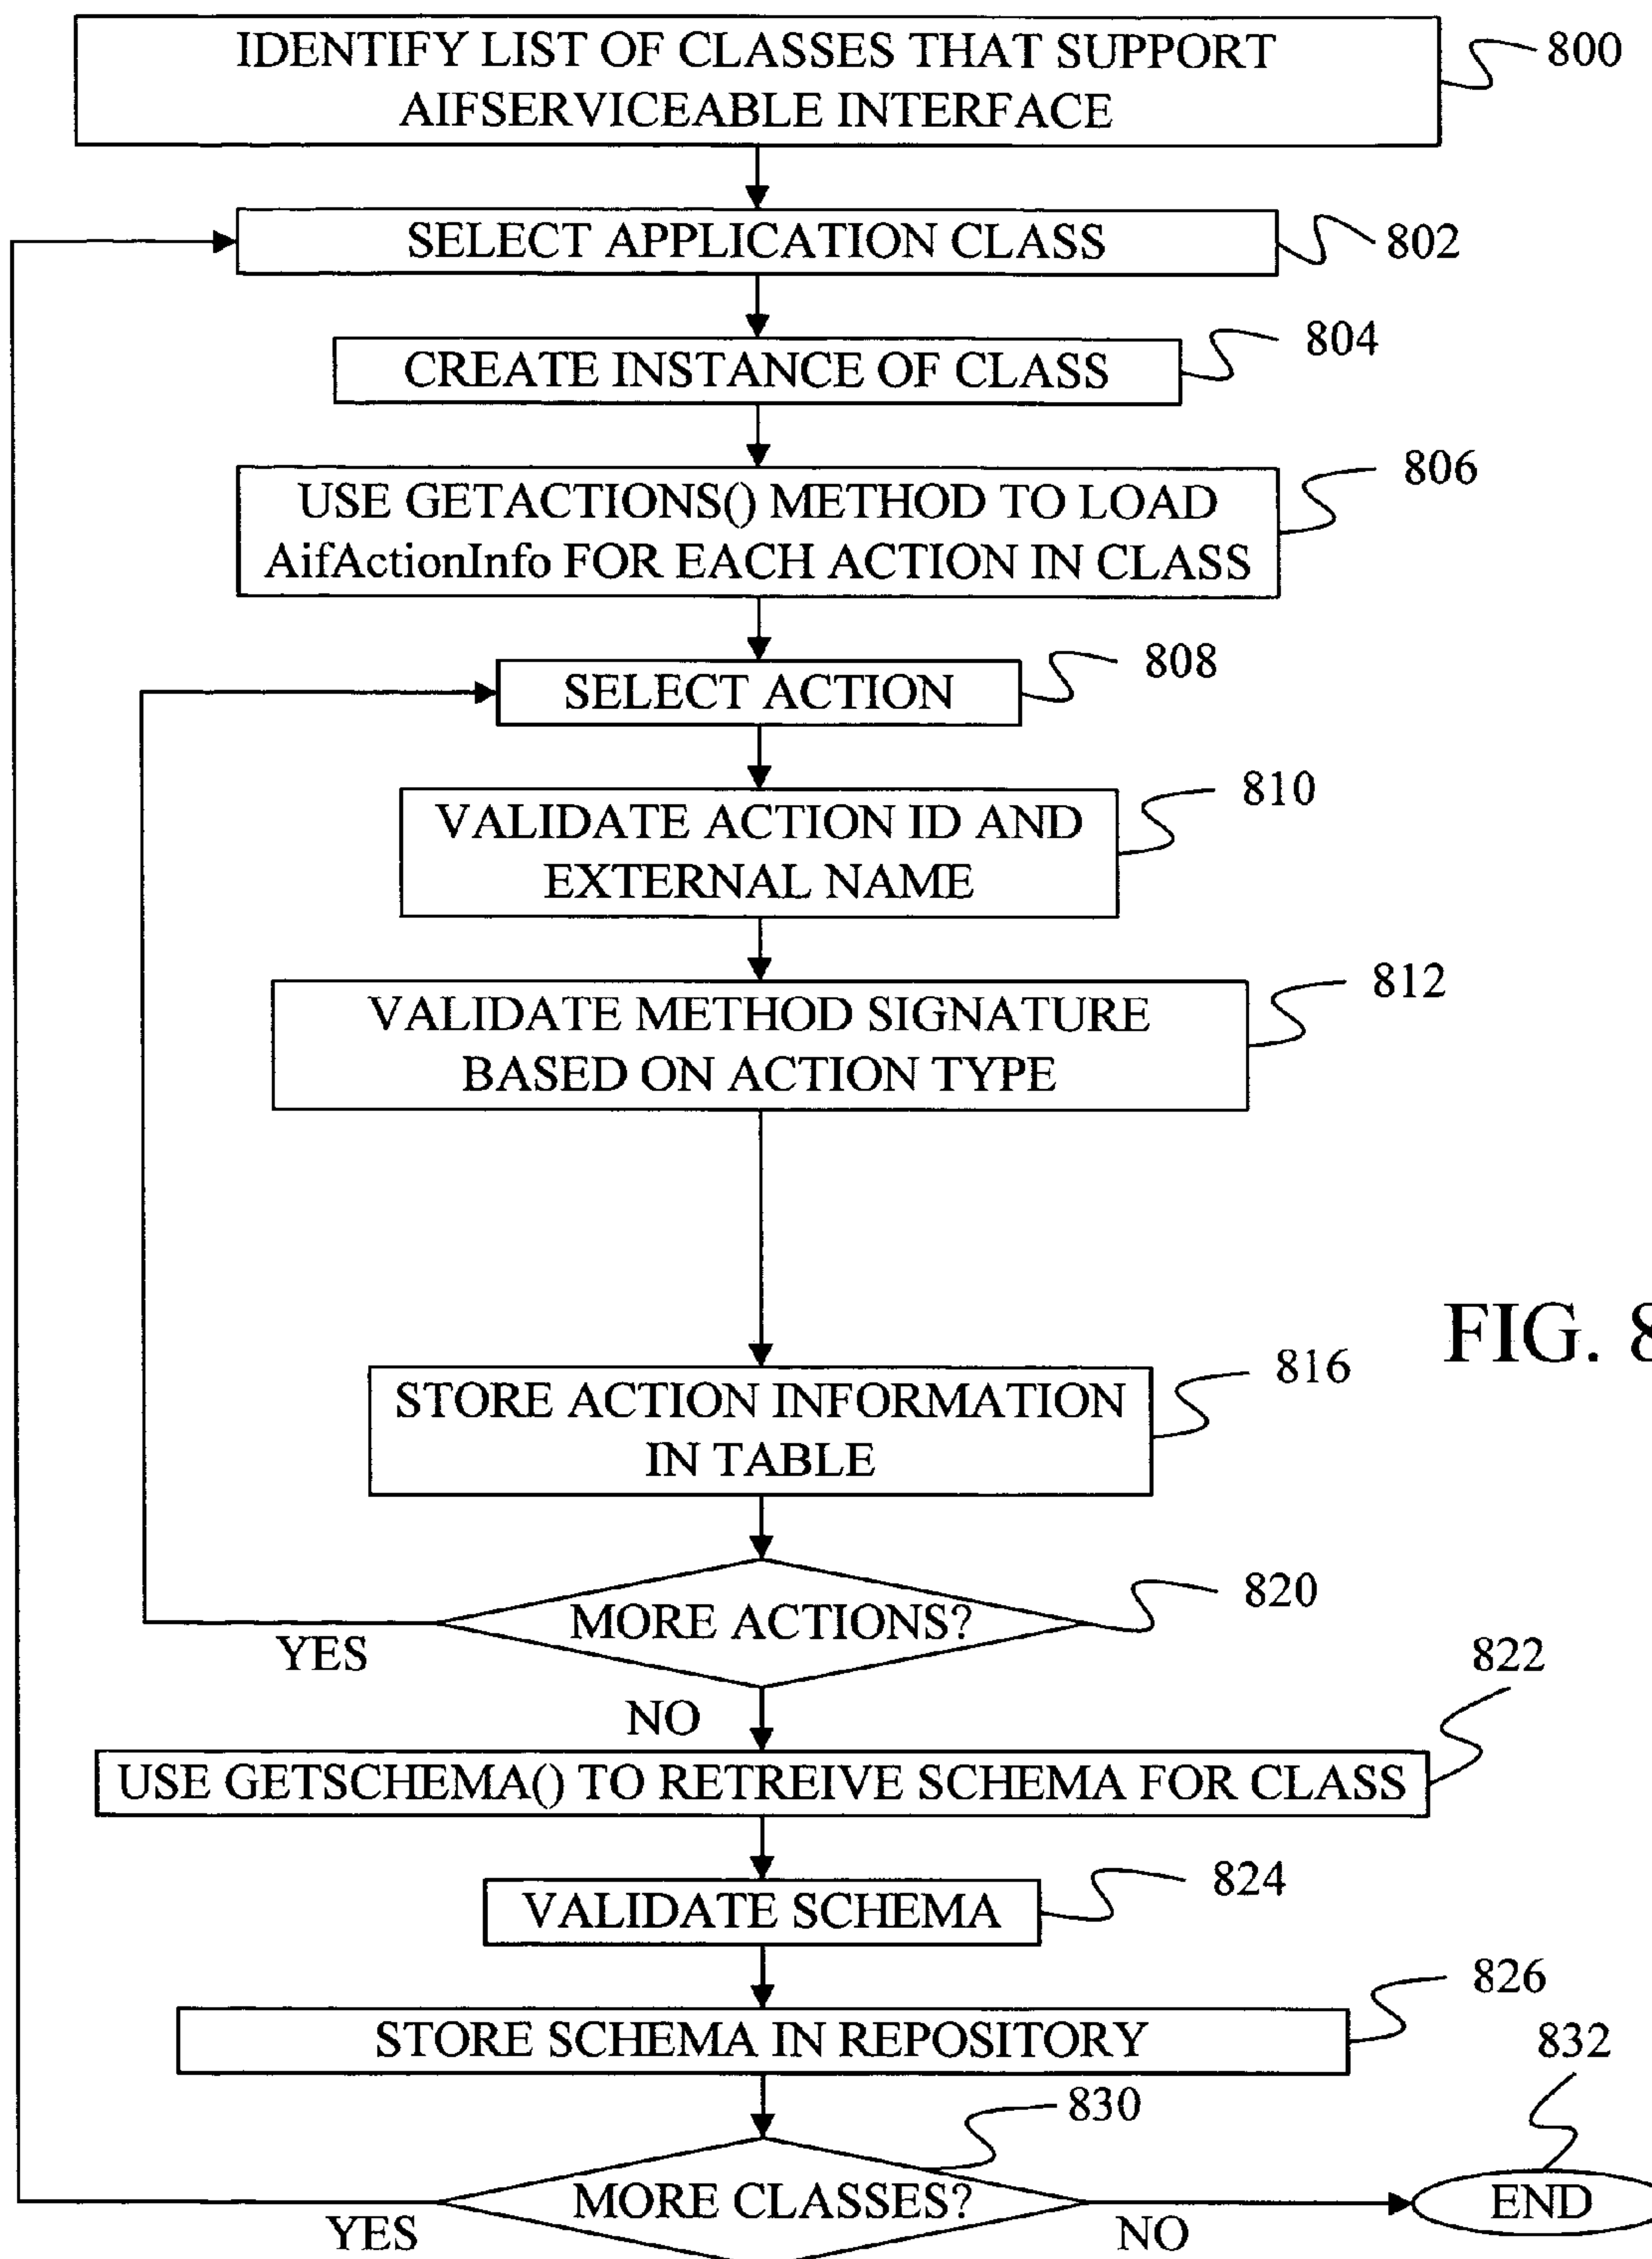 IDENTIFY LIST OF CLASSES THAT SUPPORT
AIFSERVICEABLE INTERFACE
800
SELECT APPLICATION CLASS
802
CREATE INSTANCE OF CLASS
804
USE GETACTIONS() METHOD TO LOAD
AifActionInfo FOR EACH ACTION IN CLASS
806
SELECT ACTION
808
VALIDATE ACTION ID AND
EXTERNAL NAME
810
VALIDATE METHOD SIGNATURE
BASED ON ACTION TYPE
812
FIG. 8
STORE ACTION INFORMATION
IN TABLE
816
MORE ACTIONS?
820
YES
NO
USE GETSCHEMA() TO RETREIVE SCHEMA FOR CLASS
822
VALIDATE SCHEMA
824
STORE SCHEMA IN REPOSITORY
826
MORE CLASSES?
830
YES
NO
END
832